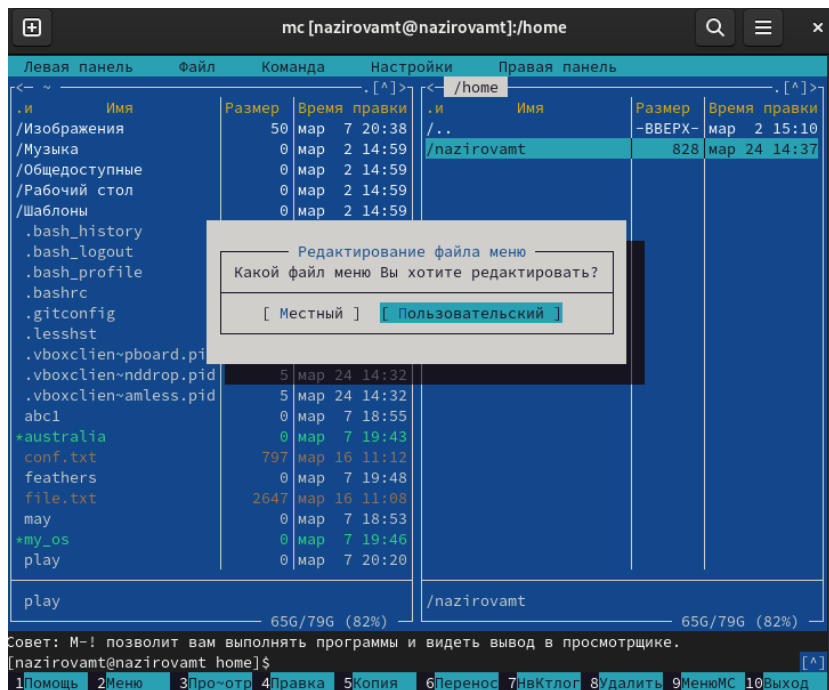 mc [nazirovamt@nazirovamt]:/home
Левая панель Файл Команда Настройки Правая панель
<— ~ .[^]> <— /home .[^]>
.и Имя Размер Время правки .и Имя Размер Время правки
/Изображения 50 мар 7 20:38 /.. -ВВЕРХ- мар 2 15:10
/Музыка 0 мар 2 14:59 /nazirovamt 828 мар 24 14:37
/Общедоступные 0 мар 2 14:59
/Рабочий стол 0 мар 2 14:59
/Шаблоны 0 мар 2 14:59
.bash_history
.bash_logout Редактирование файла меню
.bash_profile Какой файл меню Вы хотите редактировать?
.bashrc
.gitconfig [ Местный ] [ Пользовательский ]
.lesshst
.vboxclien~pboard.pi
.vboxclien~nddrop.pid 5 мар 24 14:32
.vboxclien~amless.pid 5 мар 24 14:32
abc1 0 мар 7 18:55
*australia 0 мар 7 19:43
conf.txt 797 мар 16 11:12
feathers 0 мар 7 19:48
file.txt 2647 мар 16 11:08
may 0 мар 7 18:53
*my_os 0 мар 7 19:46
play 0 мар 7 20:20
play /nazirovamt
65G/79G (82%) 65G/79G (82%)
Совет: M-! позволит вам выполнять программы и видеть вывод в просмотрщике.
[nazirovamt@nazirovamt home]$ [^]
1Помощь 2Меню 3Про~отр 4Правка 5Копия 6Перенос 7НвКтлог 8Удалить 9МенюMC 10Выход